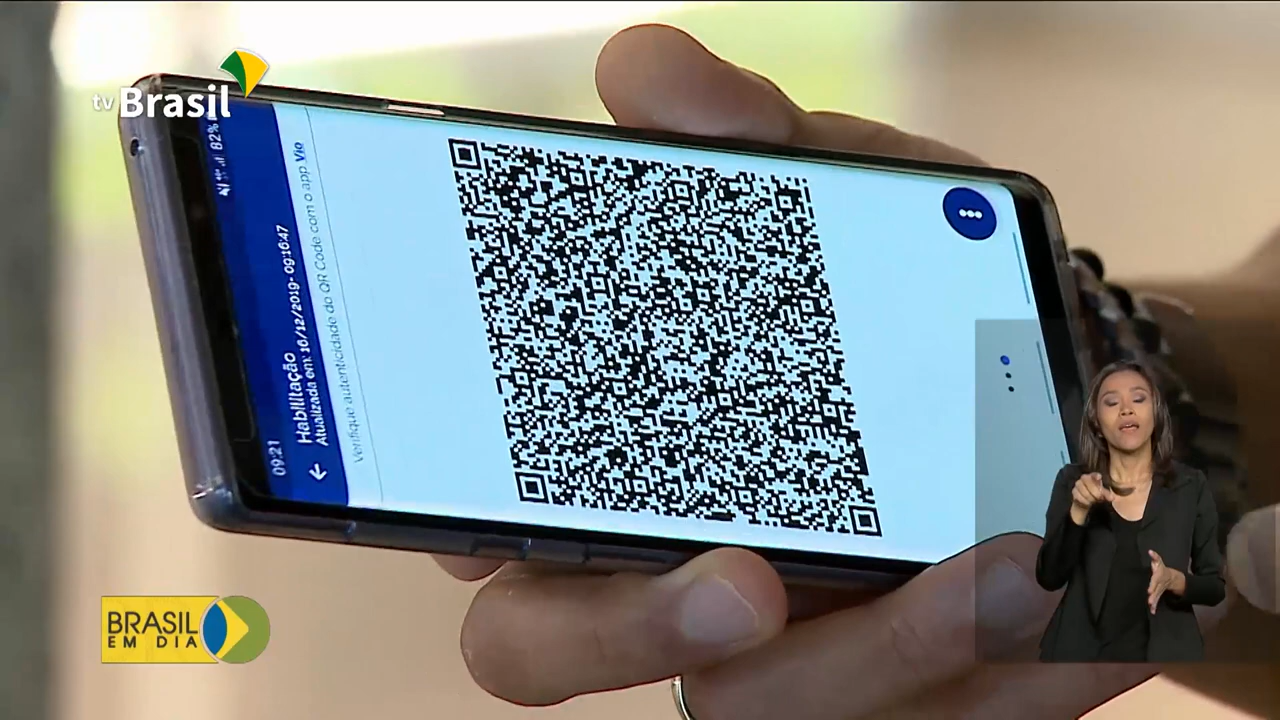 tv Brasil
82%
09:21
Habilitação
Atualizada em: 16/12/2019 - 09:16:47
Verifique autenticidade do QR Code com o app Vio
BRASIL
EM DIA